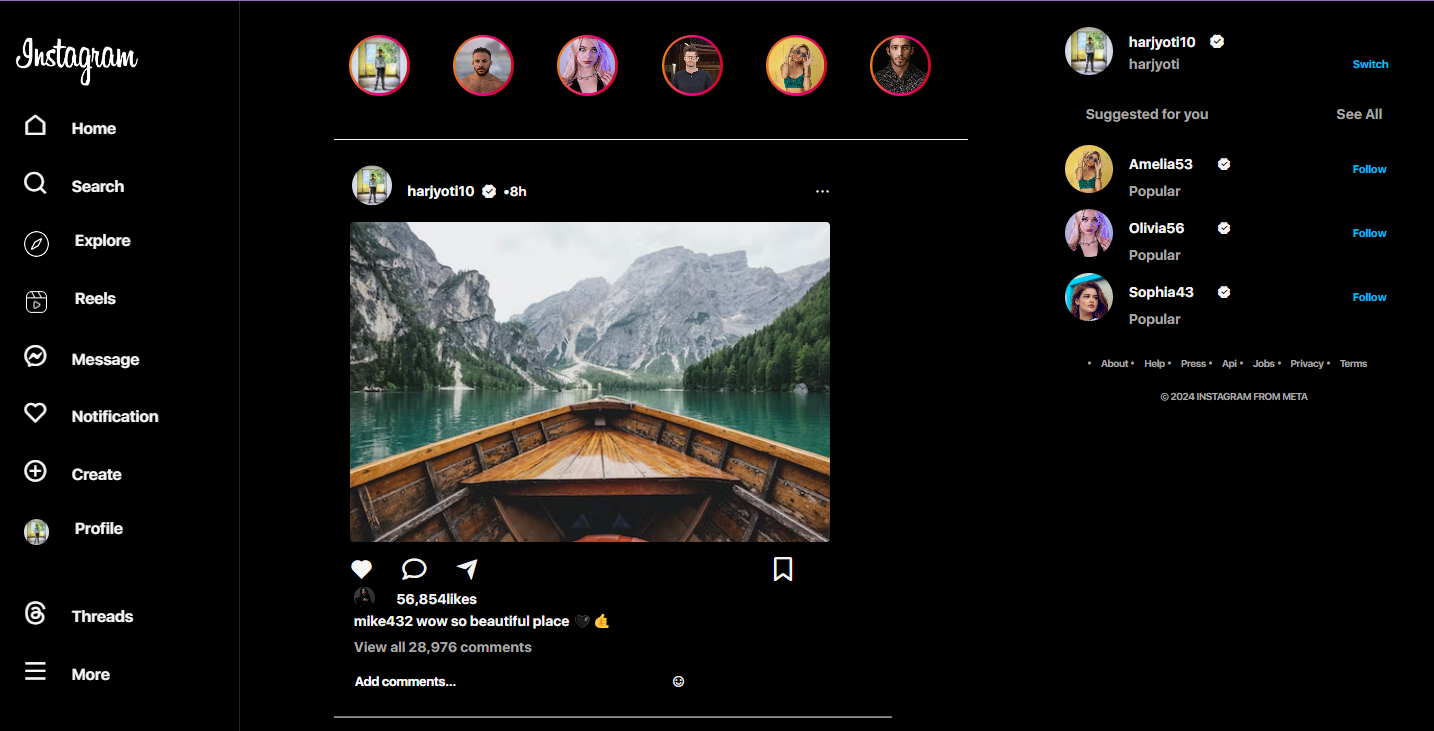 Instagram
Home
Search
Explore
Reels
Message
Notification
Create
Profile
Threads
More
harjyoti10 •8h
...
56,854likes
mike432 wow so beautiful place 🖤 🤙
View all 28,976 comments
Add comments...
harjyoti10
harjyoti
Switch
Suggested for you See All
Amelia53
Popular
Follow
Olivia56
Popular
Follow
Sophia43
Popular
Follow
• About • Help • Press • Api • Jobs • Privacy • Terms
© 2024 INSTAGRAM FROM META